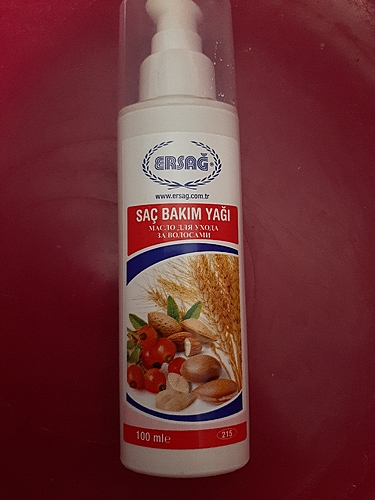 ERSAĞ®
www.ersag.com.tr
SAÇ BAKIM YAĞI
МАСЛО ДЛЯ УХОДА
ЗА ВОЛОСАМИ
100 ml e
215